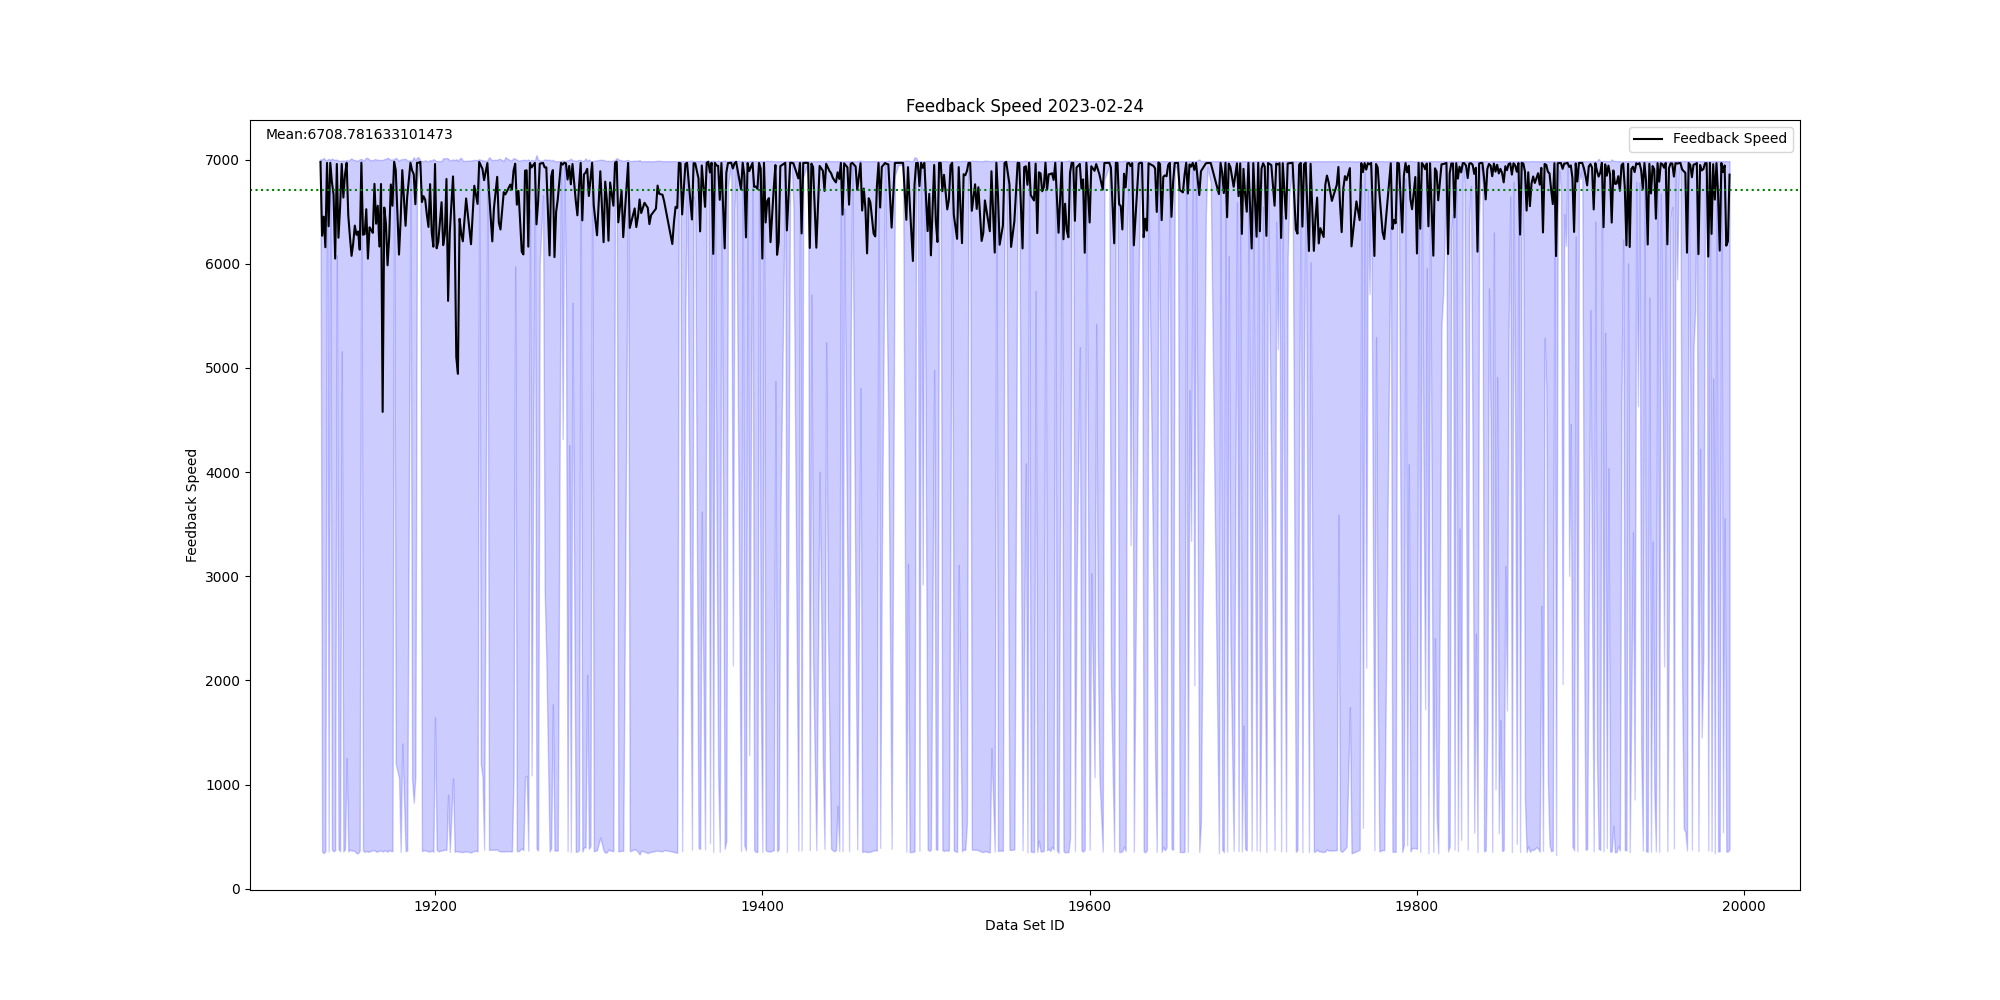 Feedback Speed 2023-02-24
Mean:6708.781633101473
Feedback Speed
7000
6000
5000
4000
3000
2000
1000
0
Feedback Speed
19200
19400
19600
19800
20000
Data Set ID